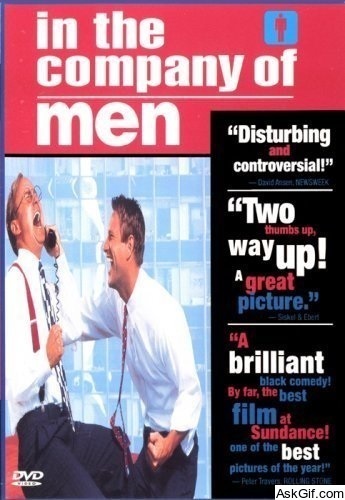 in the
company of
men
“Disturbing
and
controversial!”
— David Ansen, NEWSWEEK
“Two
thumbs up,
way up!
A great
picture.”
— Siskel & Ebert
“A
brilliant
black comedy!
By far, the best
film at
Sundance!
one of the best
pictures of the year!”
— Peter Travers, ROLLING STONE
DVD
VIDEO
AskGif.com